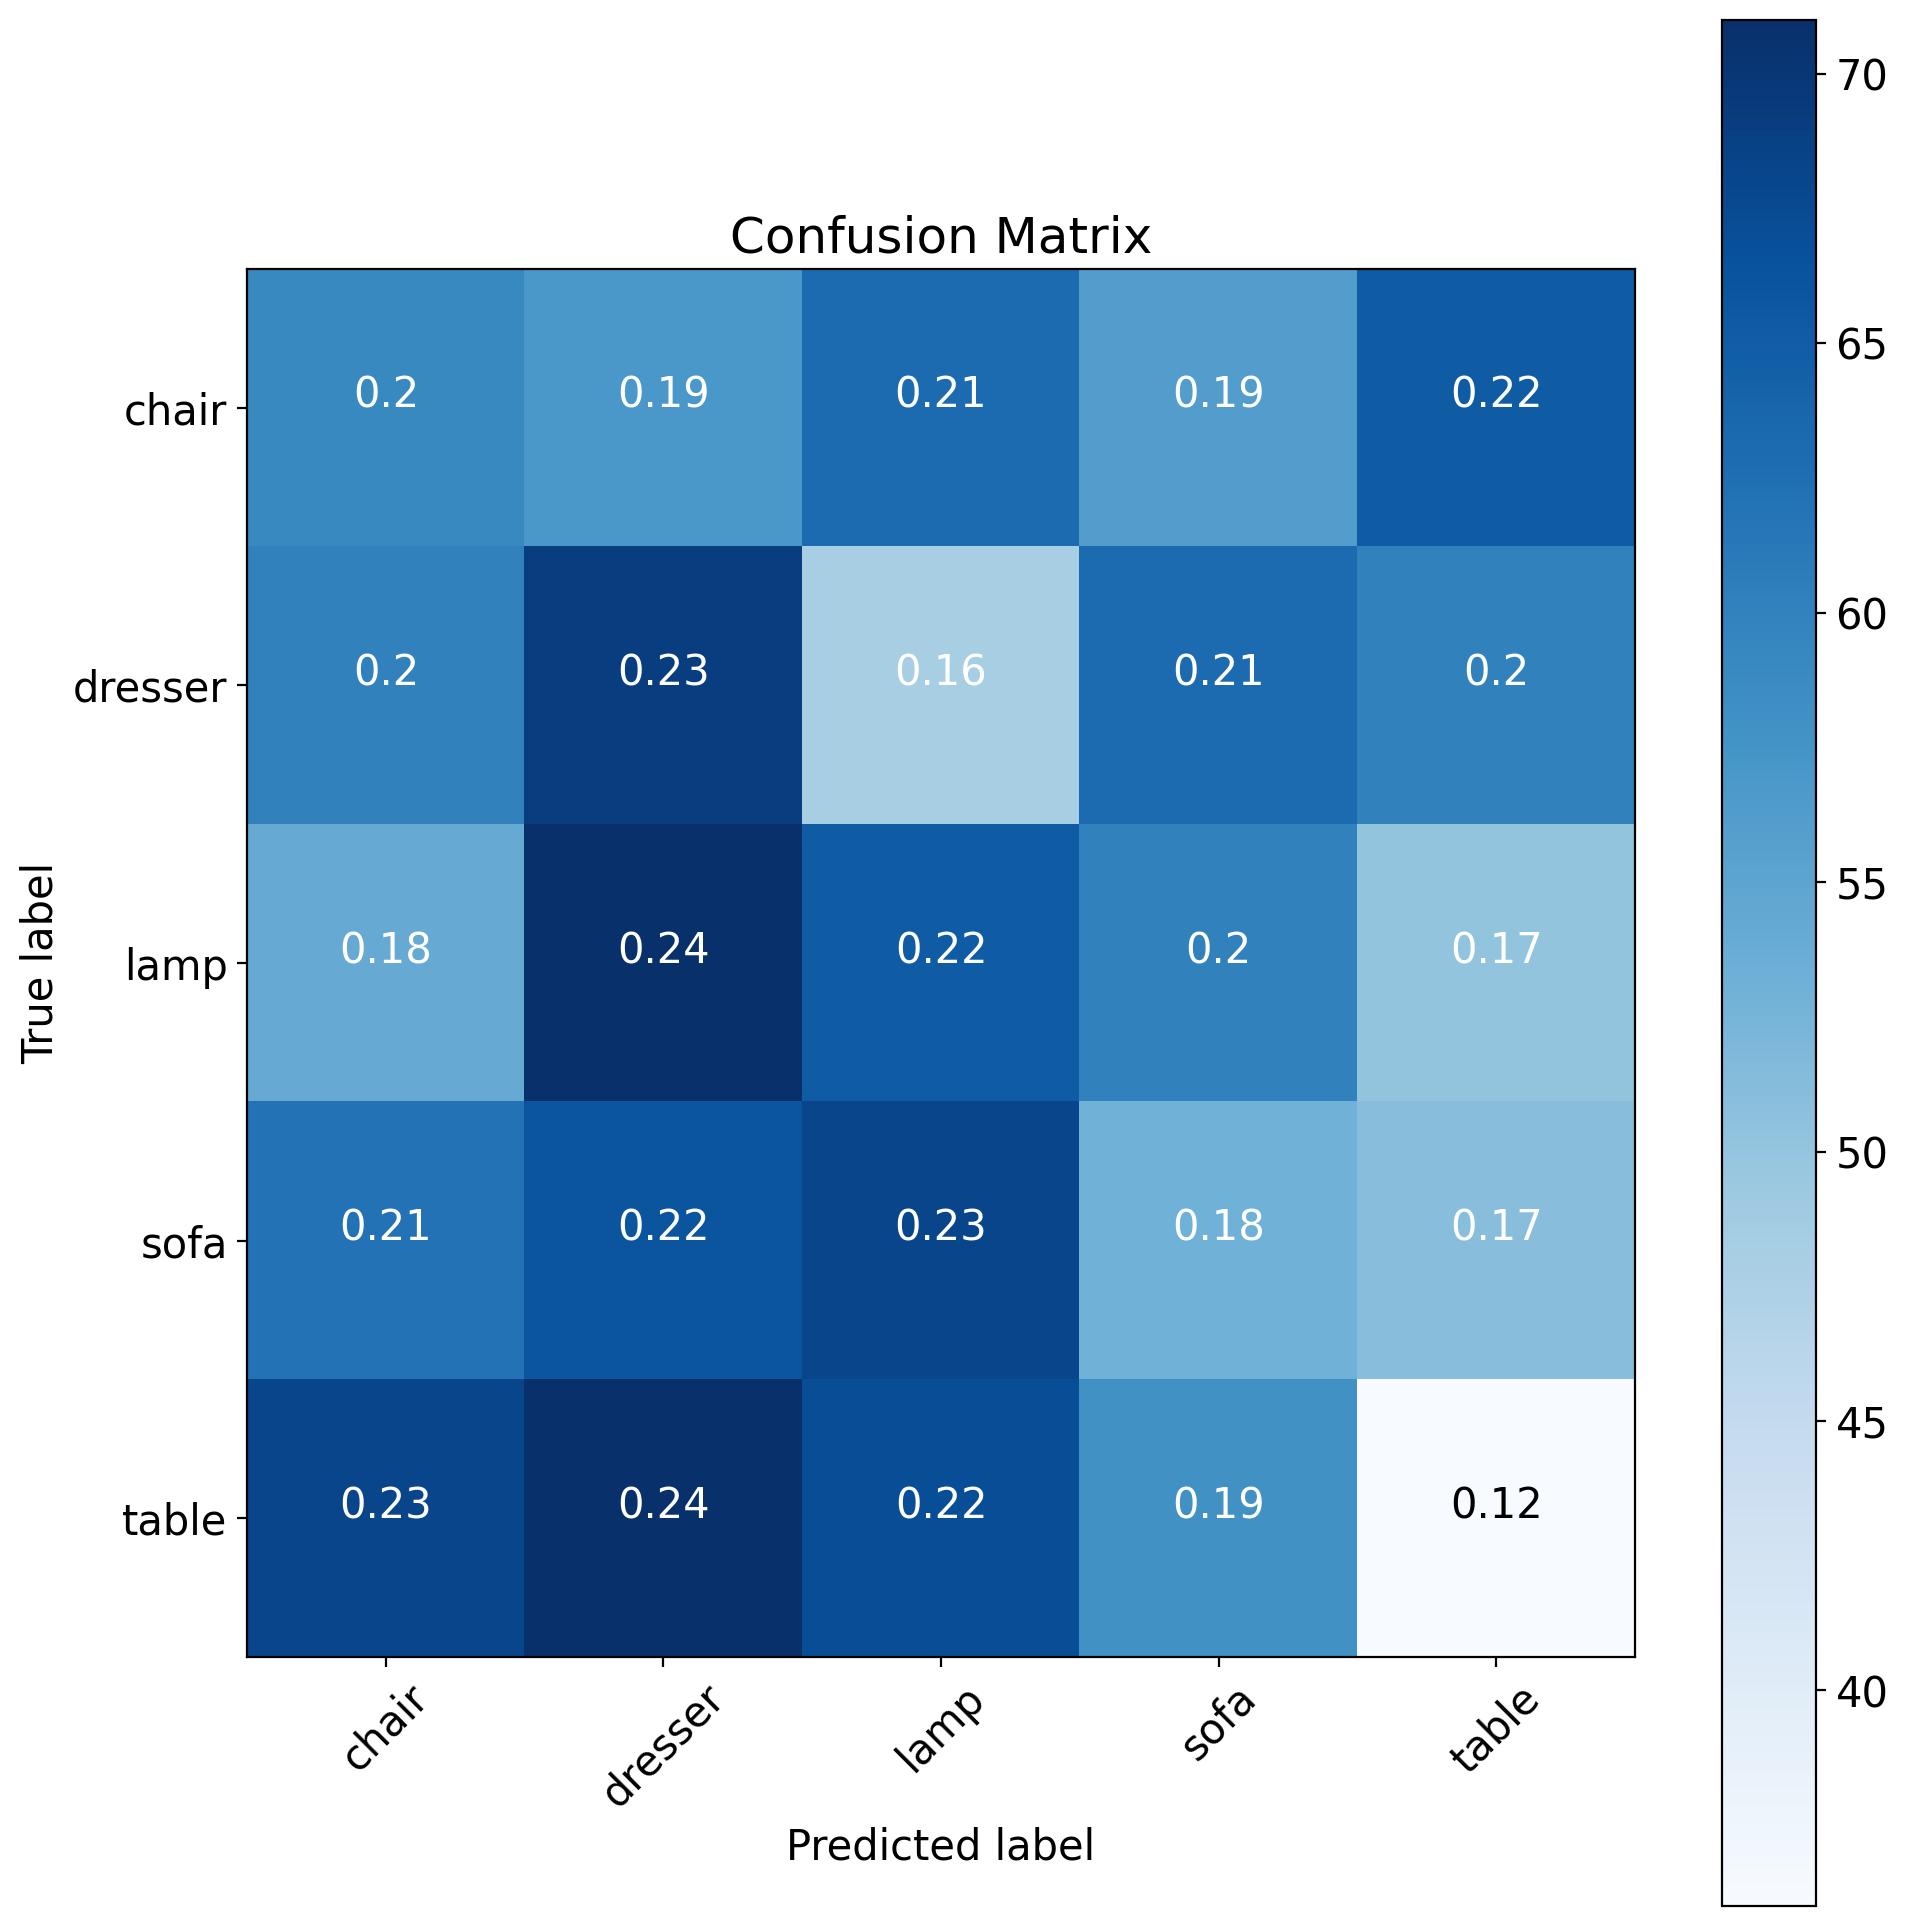 Confusion Matrix
chair 0.2 0.19 0.21 0.19 0.22
dresser 0.2 0.23 0.16 0.21 0.2
lamp 0.18 0.24 0.22 0.2 0.17
sofa 0.21 0.22 0.23 0.18 0.17
table 0.23 0.24 0.22 0.19 0.12
chair dresser lamp sofa table
Predicted label
True label
70
65
60
55
50
45
40